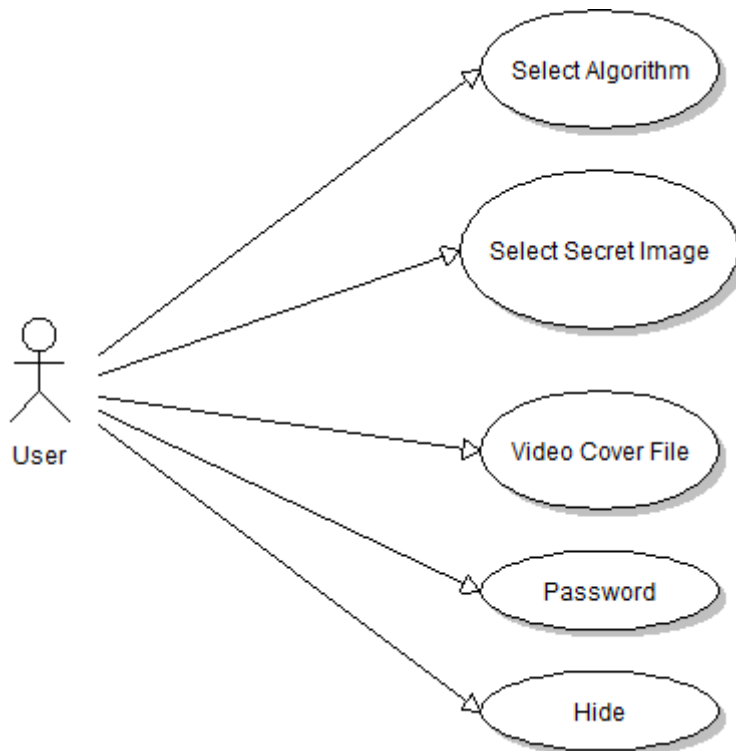 Select Algorithm
Select Secret Image
User
Video Cover File
Password
Hide